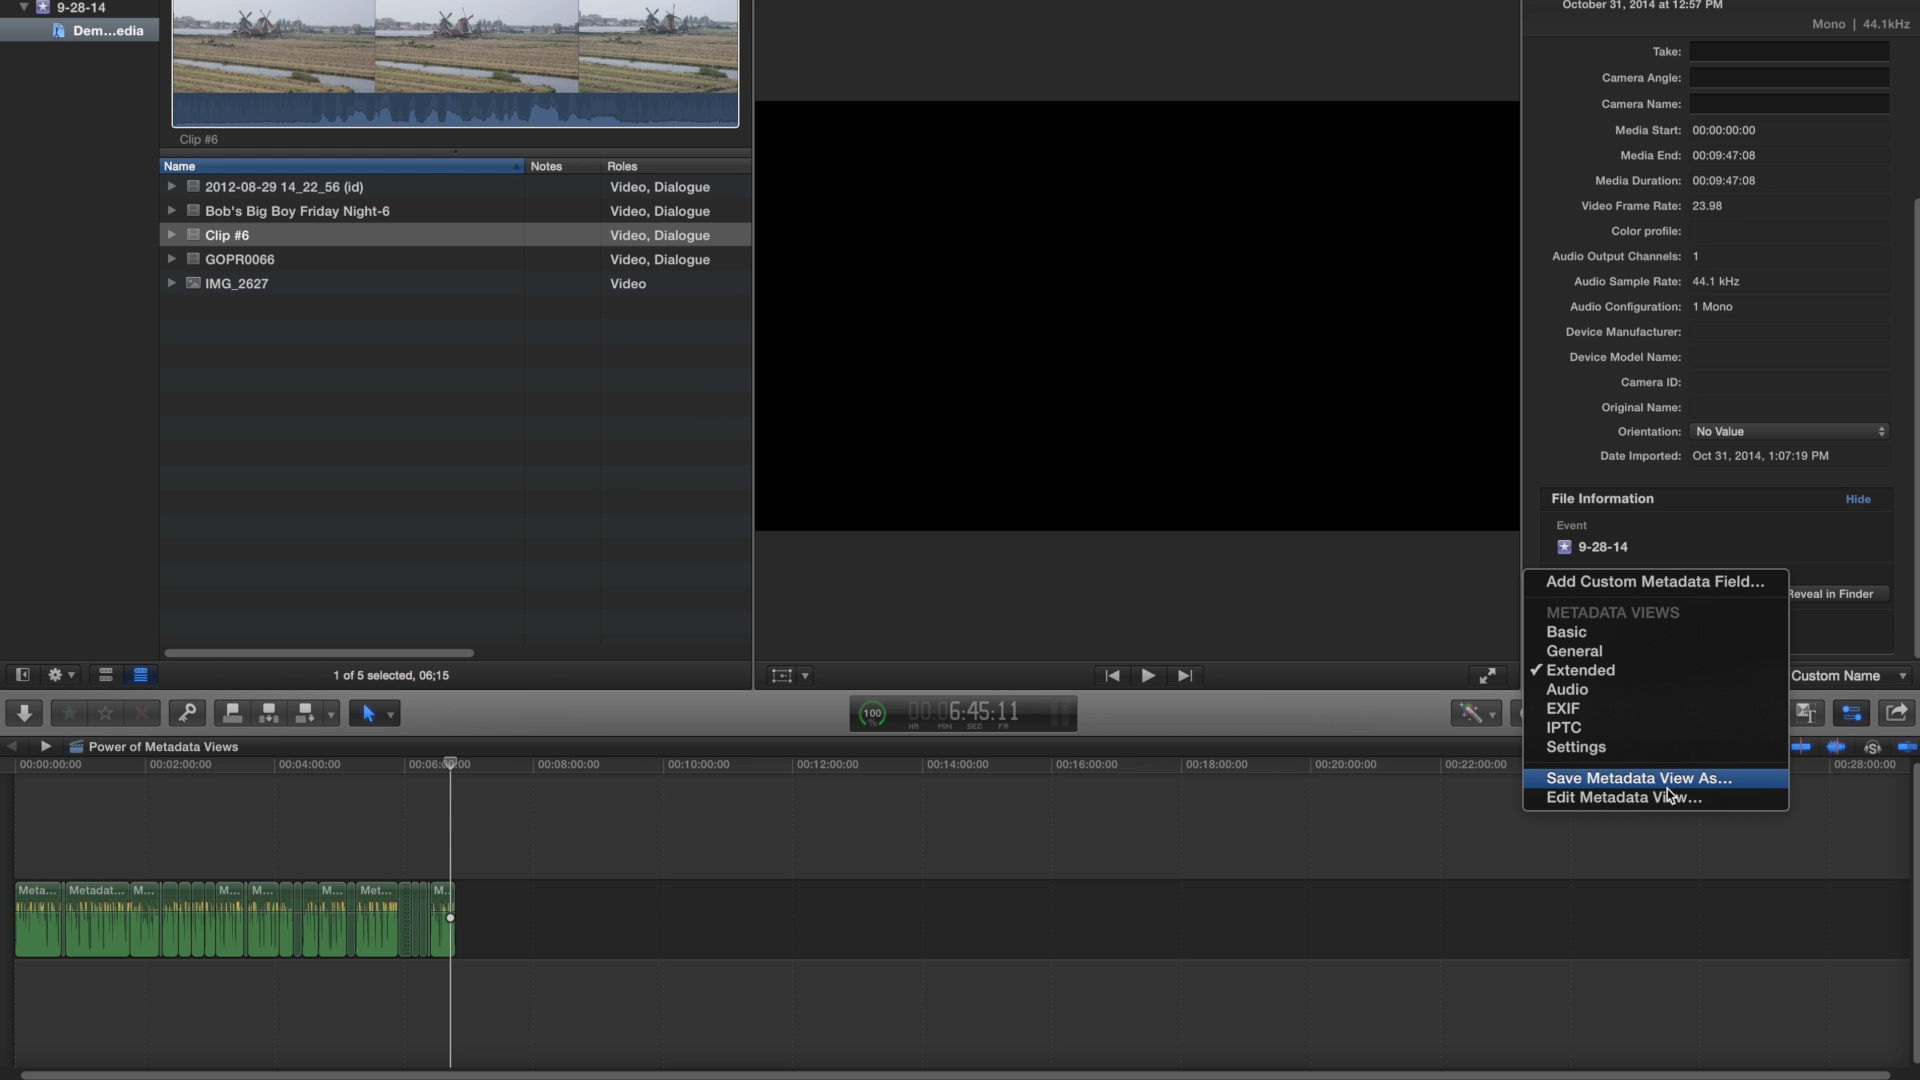 9-28-14
Dem...edia
Clip #6
Name Notes Roles
2012-08-29 14_22_56 (id) Video, Dialogue
Bob's Big Boy Friday Night-6 Video, Dialogue
Clip #6 Video, Dialogue
GOPR0066 Video, Dialogue
IMG_2627 Video
1 of 5 selected, 06;15
October 31, 2014 at 12:57 PM
Mono | 44.1kHz
Take:
Camera Angle:
Camera Name:
Media Start: 00:00:00:00
Media End: 00:09:47:08
Media Duration: 00:09:47:08
Video Frame Rate: 23.98
Color profile:
Audio Output Channels: 1
Audio Sample Rate: 44.1 kHz
Audio Configuration: 1 Mono
Device Manufacturer:
Device Model Name:
Camera ID:
Original Name:
Orientation: No Value
Date Imported: Oct 31, 2014, 1:07:19 PM
File Information Hide
Event
9-28-14
Reveal in Finder
Add Custom Metadata Field...
METADATA VIEWS
Basic
General
✓ Extended
Audio
EXIF
IPTC
Settings
Save Metadata View As...
Edit Metadata View...
Custom Name
100 %
00:06:45:11
HR MIN SEC FR
Power of Metadata Views
00:00:00:00 00:02:00:00 00:04:00:00 00:08:00:00 00:10:00:00 00:12:00:00 00:14:00:00 00:16:00:00 00:18:00:00 00:20:00:00 00:22:00:00 00:28:00:00
Meta... Metadat... M... M... M... M... Met... M...